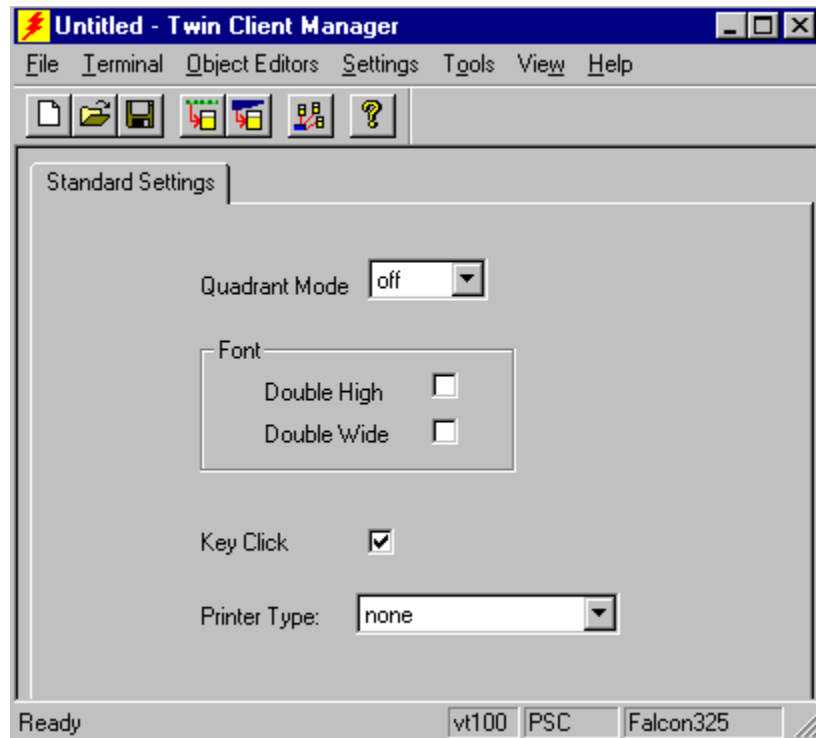 Untitled - Twin Client Manager
File Terminal Object Editors Settings Tools View Help
Standard Settings
Quadrant Mode off
Font
Double High
Double Wide
Key Click
Printer Type: none
Ready vt100 PSC Falcon325